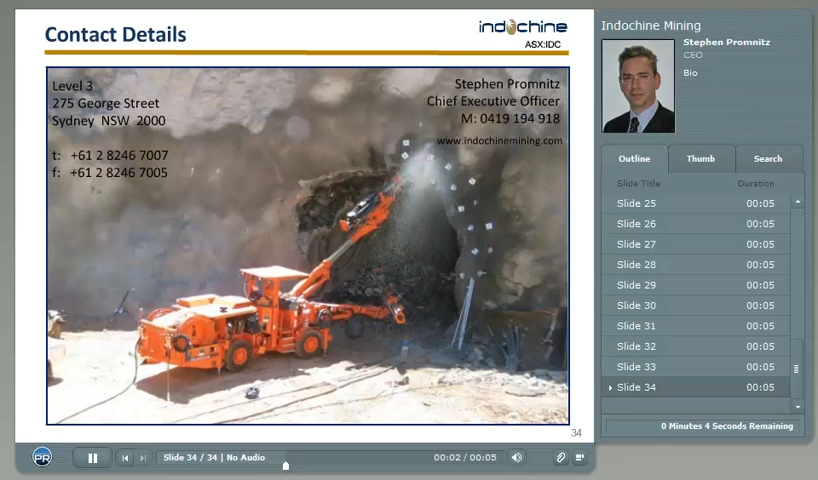 Contact Details
indochine
ASX:IDC
Level 3
275 George Street
Sydney NSW 2000
t: +61 2 8246 7007
f: +61 2 8246 7005
Stephen Promnitz
Chief Executive Officer
M: 0419 194 918
www.indochinemining.com
34
Indochine Mining
Stephen Promnitz
CEO
Bio
Outline
Thumb
Search
Slide Title Duration
Slide 25 00:05
Slide 26 00:05
Slide 27 00:05
Slide 28 00:05
Slide 29 00:05
Slide 30 00:05
Slide 31 00:05
Slide 32 00:05
Slide 33 00:05
Slide 34 00:05
0 Minutes 4 Seconds Remaining
PR
Slide 34 / 34 | No Audio
00:02 / 00:05